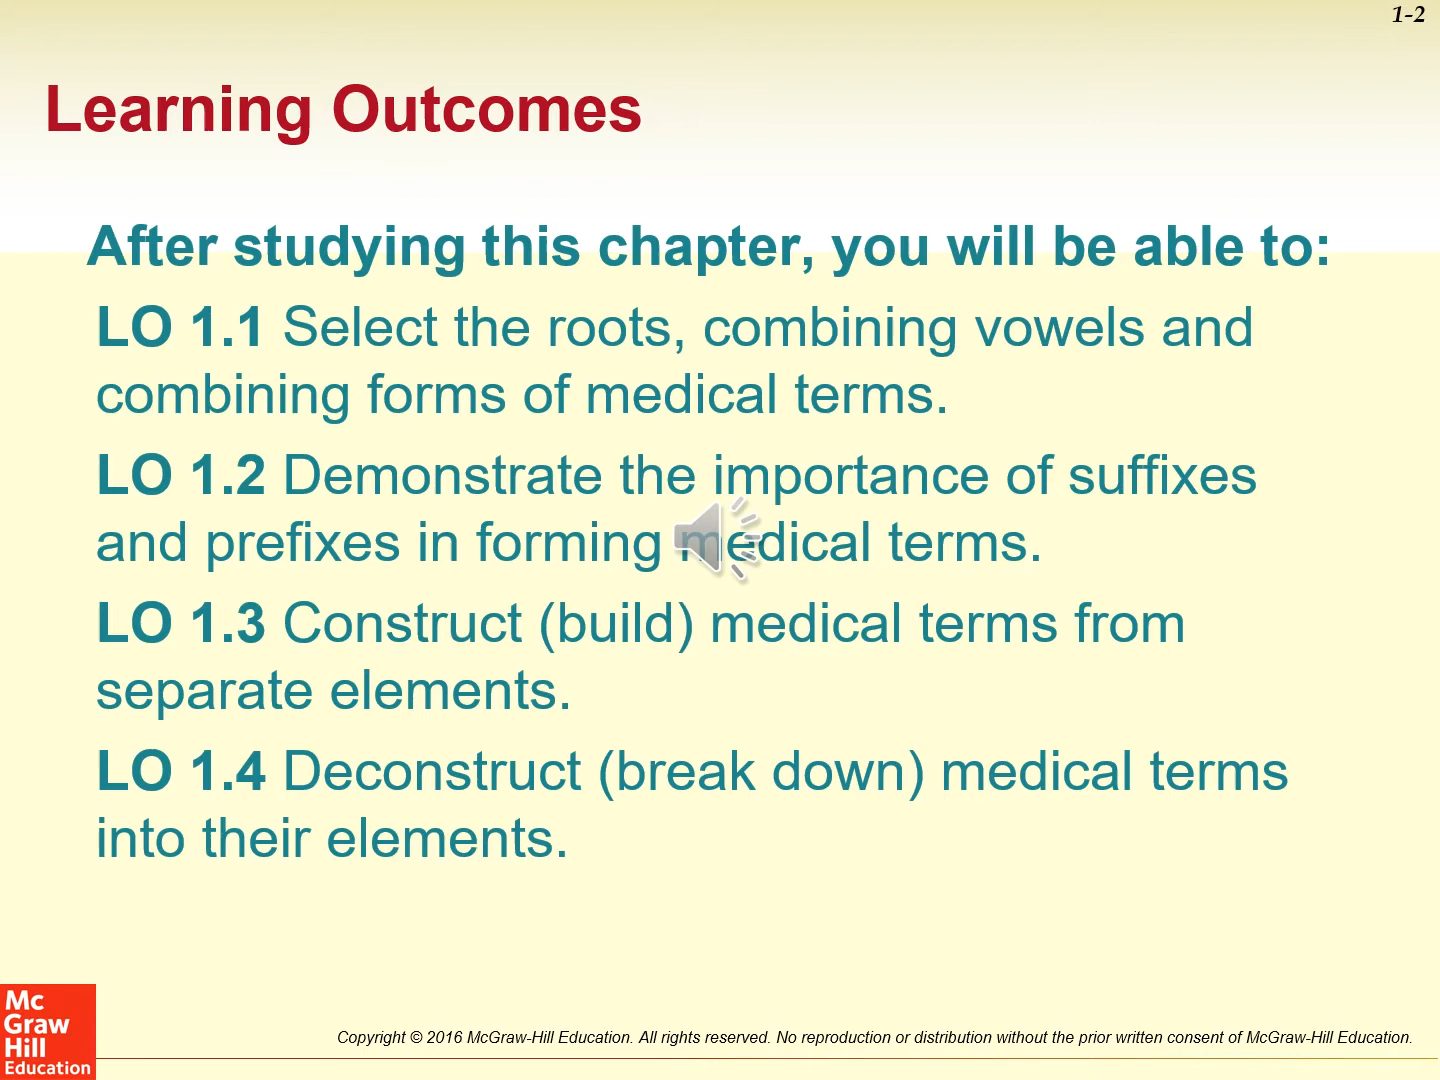 1-2
Learning Outcomes
After studying this chapter, you will be able to:
LO 1.1 Select the roots, combining vowels and
combining forms of medical terms.
LO 1.2 Demonstrate the importance of suffixes
and prefixes in forming medical terms.
LO 1.3 Construct (build) medical terms from
separate elements.
LO 1.4 Deconstruct (break down) medical terms
into their elements.
Mc
Graw
Hill
Education
Copyright © 2016 McGraw-Hill Education. All rights reserved. No reproduction or distribution without the prior written consent of McGraw-Hill Education.